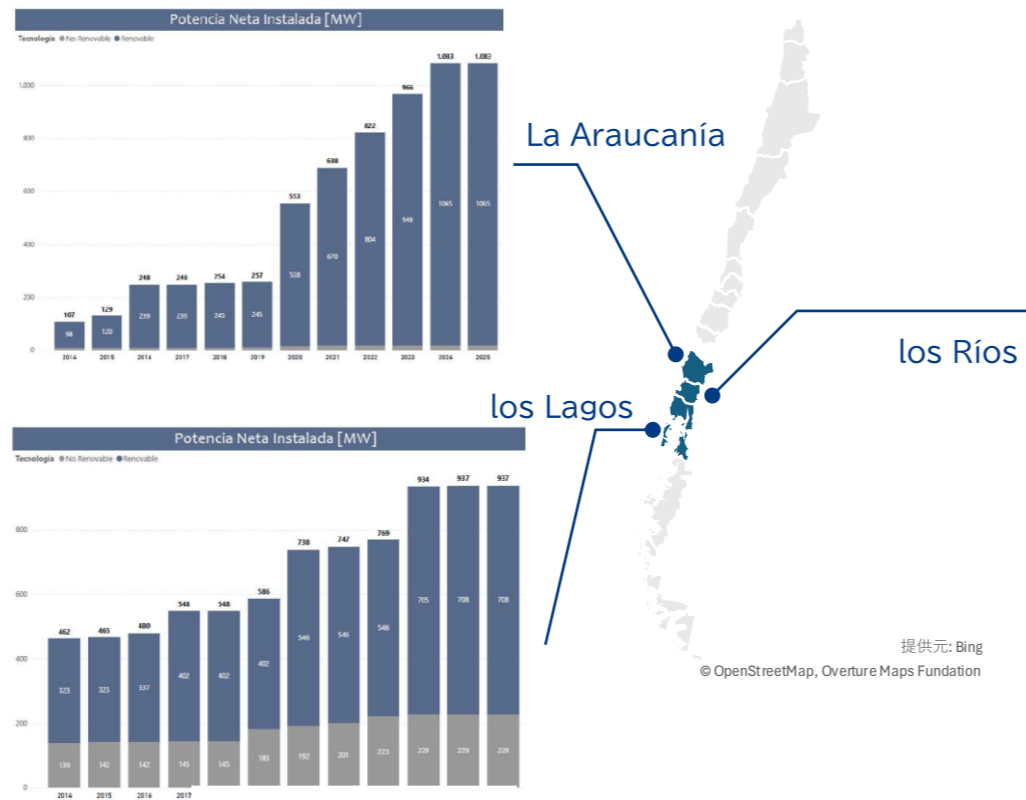 Potencia Neta Instalada [MW]
Tecnología No Renovable Renovable
1.083 1.083
966
1,000
822
800
688
600
553
1065 1065
948
400
804
670
538
248 248 254 257
200
107 129
239 239 245 245
98 120
0
2014 2015 2016 2017 2018 2019 2020 2021 2022 2023 2024 2025
La Araucanía
los Ríos
los Lagos
Potencia Neta Instalada [MW]
Tecnología No Renovable Renovable
934 937 937
800
738 747 769
600
548 548 586
705 708 708
462 465 480
546 546 546
400
402 402 402
323 323 337
200
139 142 142 145 145 183 192 201 223 229 229 229
0
2014 2015 2016 2017
提供元: Bing
© OpenStreetMap, Overture Maps Fundation